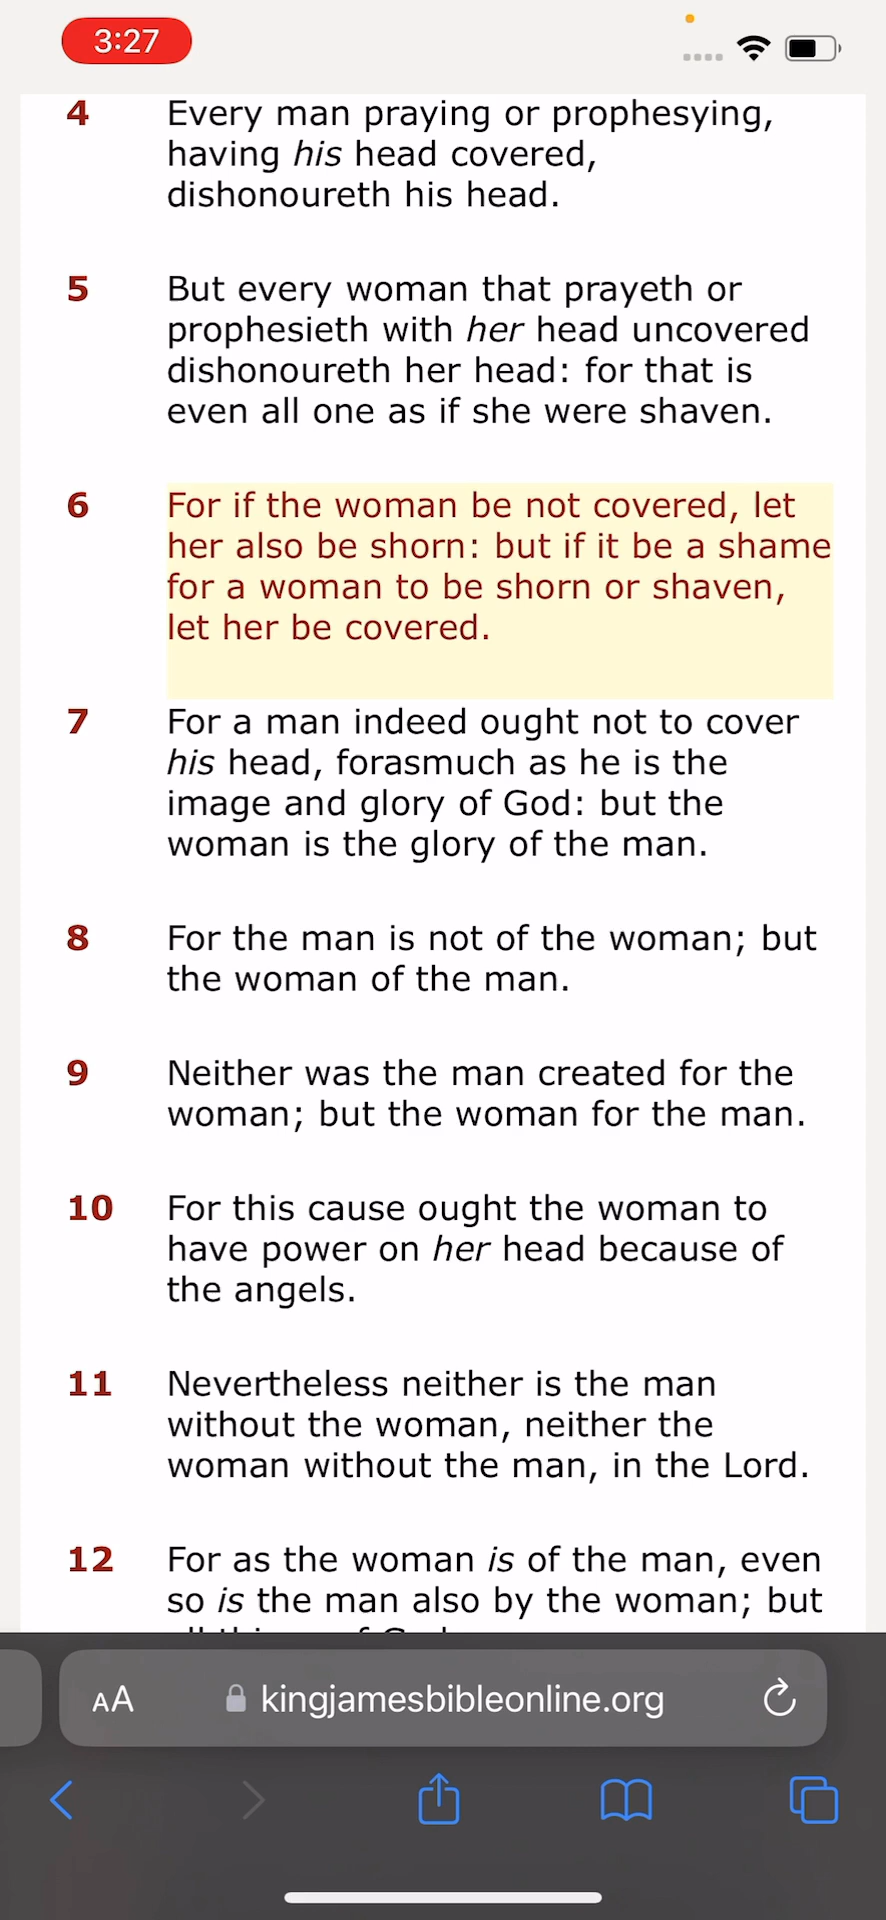 3:27
4 Every man praying or prophesying,
having his head covered,
dishonoureth his head.
5 But every woman that prayeth or
prophesieth with her head uncovered
dishonoureth her head: for that is
even all one as if she were shaven.
6 For if the woman be not covered, let
her also be shorn: but if it be a shame
for a woman to be shorn or shaven,
let her be covered.
7 For a man indeed ought not to cover
his head, forasmuch as he is the
image and glory of God: but the
woman is the glory of the man.
8 For the man is not of the woman; but
the woman of the man.
9 Neither was the man created for the
woman; but the woman for the man.
10 For this cause ought the woman to
have power on her head because of
the angels.
11 Nevertheless neither is the man
without the woman, neither the
woman without the man, in the Lord.
12 For as the woman is of the man, even
so is the man also by the woman; but
AA kingjamesbibleonline.org